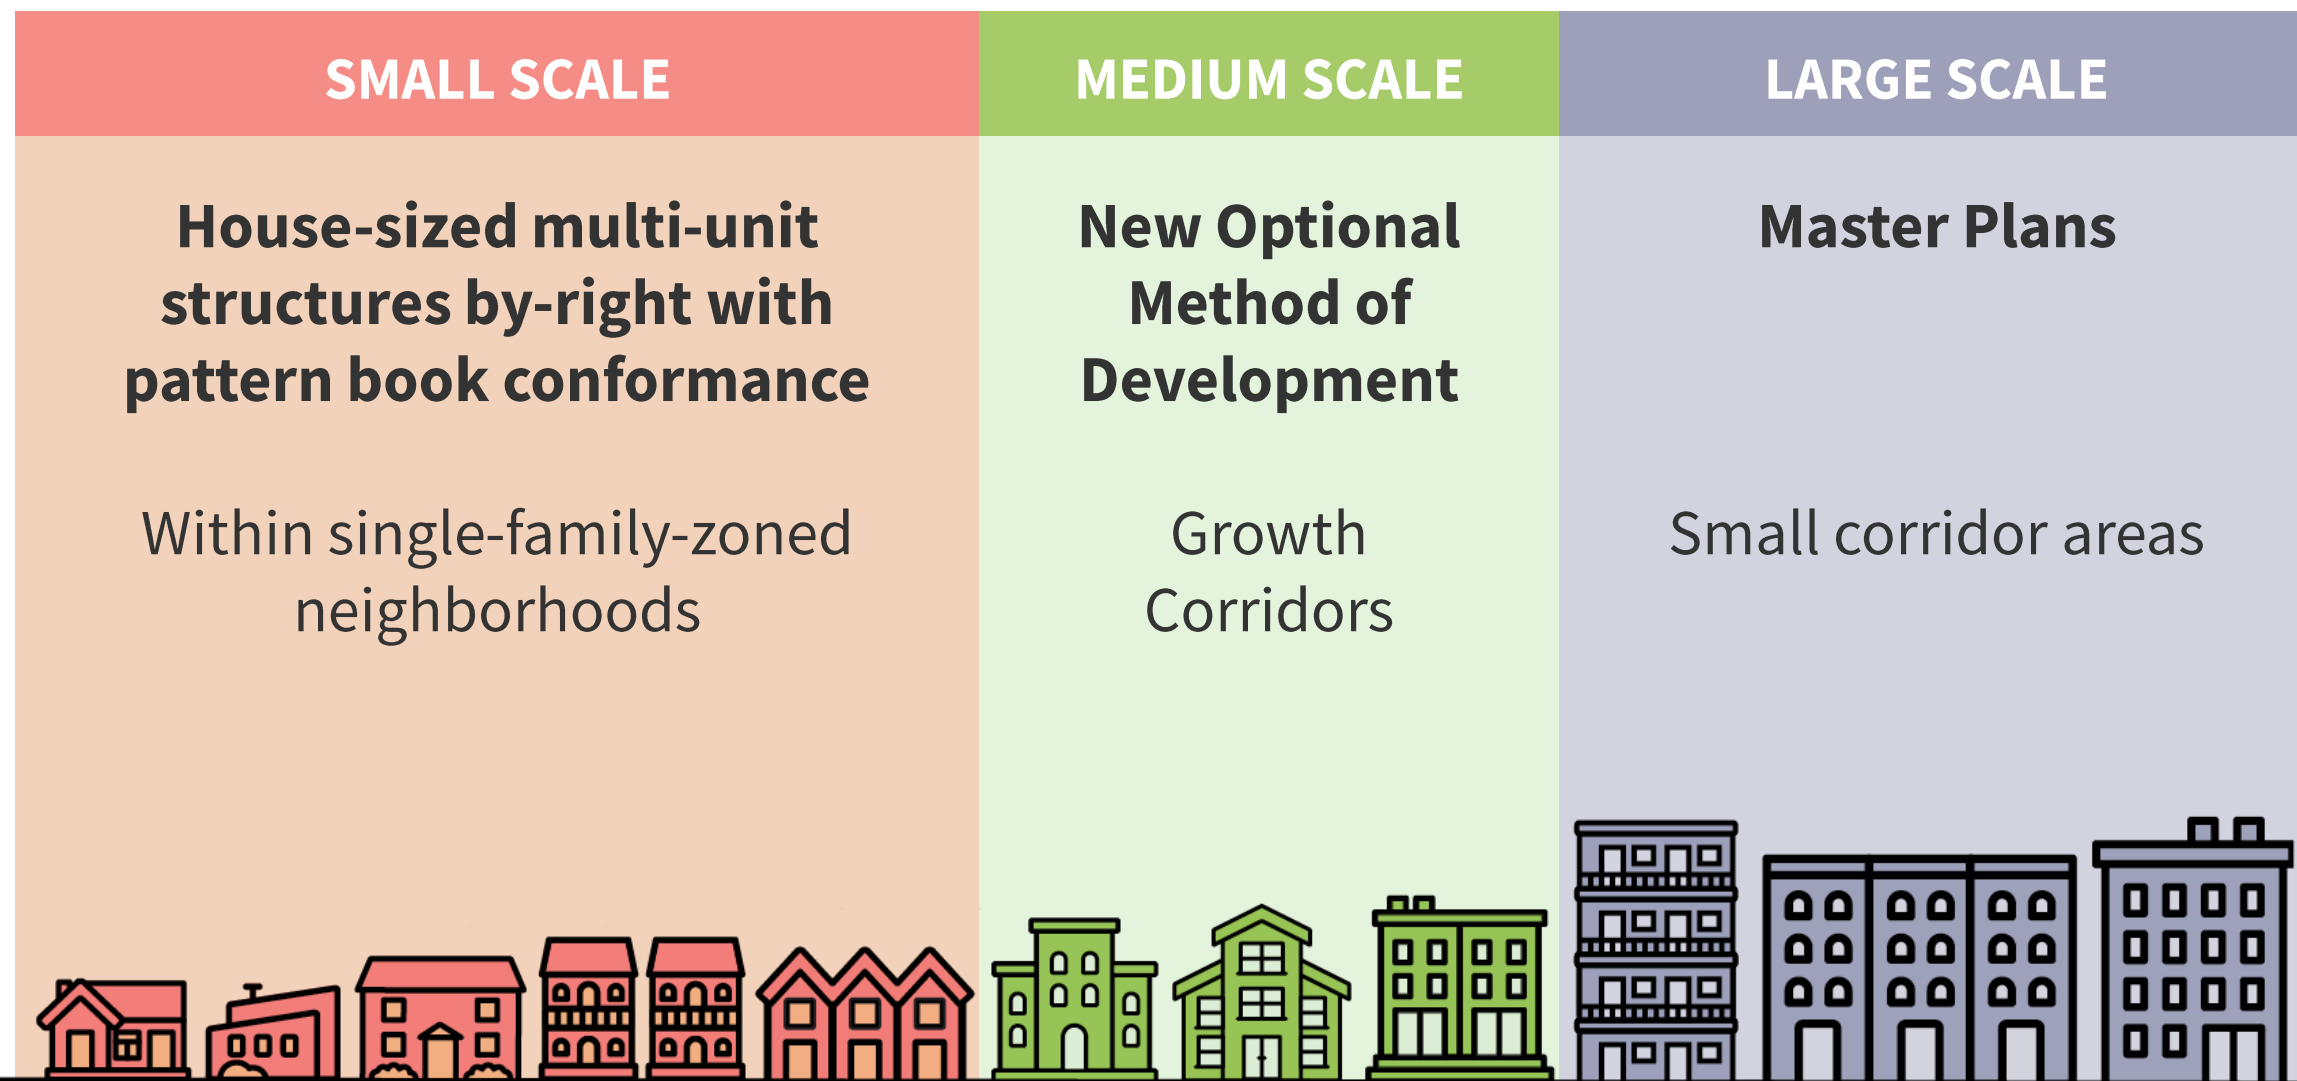 SMALL SCALE
House-sized multi-unit
structures by-right with
pattern book conformance
Within single-family-zoned
neighborhoods
MEDIUM SCALE
New Optional
Method of
Development
Growth
Corridors
LARGE SCALE
Master Plans
Small corridor areas